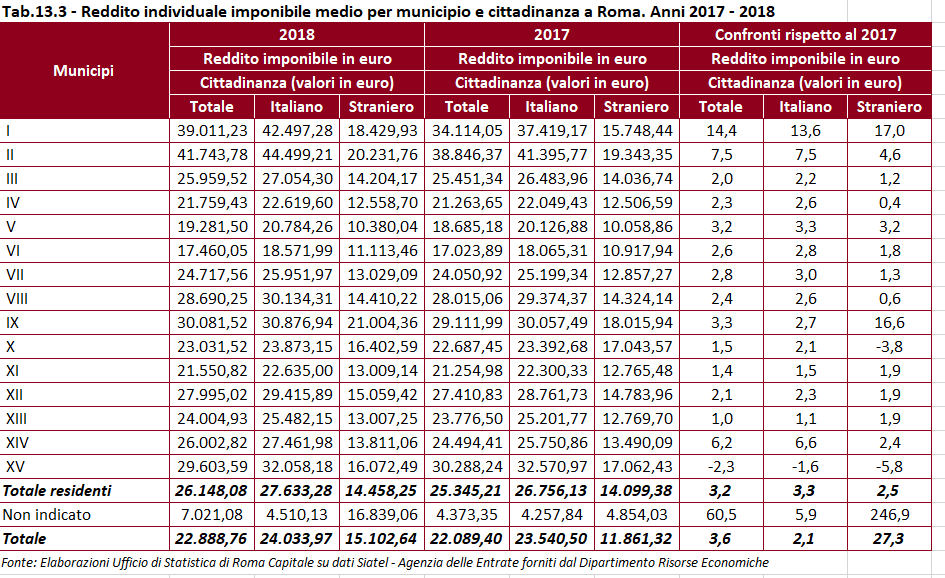 Tab.13.3 - Reddito individuale imponibile medio per municipio e cittadinanza a Roma. Anni 2017 - 2018
Municipi 2018 2017 Confronti rispetto al 2017
Reddito imponibile in euro Reddito imponibile in euro Reddito imponibile in euro
Cittadinanza (valori in euro) Cittadinanza (valori in euro) Cittadinanza (valori in euro)
Totale Italiano Straniero Totale Italiano Straniero Totale Italiano Straniero
I 39.011,23 42.497,28 18.429,93 34.114,05 37.419,17 15.748,44 14,4 13,6 17,0
II 41.743,78 44.499,21 20.231,76 38.846,37 41.395,77 19.343,35 7,5 7,5 4,6
III 25.959,52 27.054,30 14.204,17 25.451,34 26.483,96 14.036,74 2,0 2,2 1,2
IV 21.759,43 22.619,60 12.558,70 21.263,65 22.049,43 12.506,59 2,3 2,6 0,4
V 19.281,50 20.784,26 10.380,04 18.685,18 20.126,88 10.058,86 3,2 3,3 3,2
VI 17.460,05 18.571,99 11.113,46 17.023,89 18.065,31 10.917,94 2,6 2,8 1,8
VII 24.717,56 25.951,97 13.029,09 24.050,92 25.199,34 12.857,27 2,8 3,0 1,3
VIII 28.690,25 30.134,31 14.410,22 28.015,06 29.374,37 14.324,14 2,4 2,6 0,6
IX 30.081,52 30.876,94 21.004,36 29.111,99 30.057,49 18.015,94 3,3 2,7 16,6
X 23.031,52 23.873,15 16.402,59 22.687,45 23.392,68 17.043,57 1,5 2,1 -3,8
XI 21.550,82 22.635,00 13.009,14 21.254,98 22.300,33 12.765,48 1,4 1,5 1,9
XII 27.995,02 29.415,89 15.059,42 27.410,83 28.761,73 14.783,96 2,1 2,3 1,9
XIII 24.004,93 25.482,15 13.007,25 23.776,50 25.201,77 12.769,70 1,0 1,1 1,9
XIV 26.002,82 27.461,98 13.811,06 24.494,41 25.750,86 13.490,09 6,2 6,6 2,4
XV 29.603,59 32.058,18 16.072,49 30.288,24 32.570,97 17.062,43 -2,3 -1,6 -5,8
Totale residenti 26.148,08 27.633,28 14.458,25 25.345,21 26.756,13 14.099,38 3,2 3,3 2,5
Non indicato 7.021,08 4.510,13 16.839,06 4.373,35 4.257,84 4.854,03 60,5 5,9 246,9
Totale 22.888,76 24.033,97 15.102,64 22.089,40 23.540,50 11.861,32 3,6 2,1 27,3
Fonte: Elaborazioni Ufficio di Statistica di Roma Capitale su dati Siatel - Agenzia delle Entrate forniti dal Dipartimento Risorse Economiche